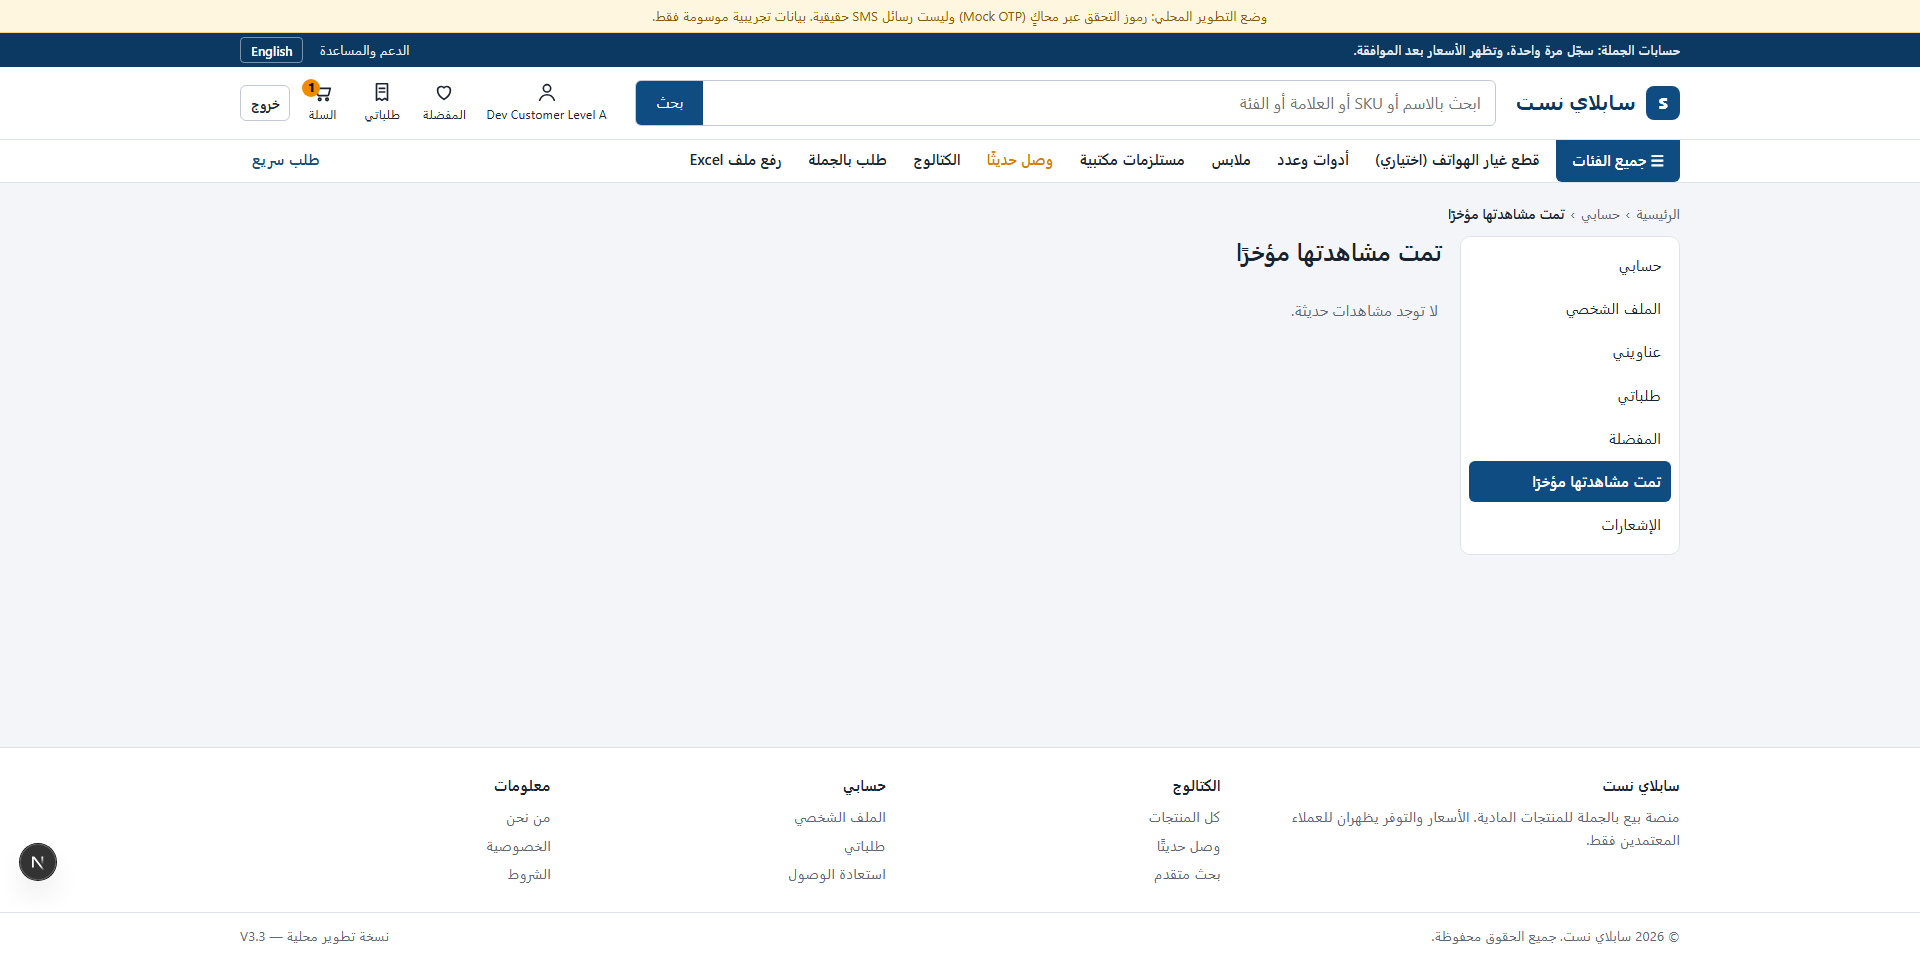 وضع التطوير المحلي: رموز التحقق عبر محاكٍ (Mock OTP) وليست رسائل SMS حقيقية. بيانات تجريبية موسومة فقط.
حسابات الجملة: سجّل مرة واحدة، وتظهر الأسعار بعد الموافقة.
الدعم والمساعدة
English
S
سابلاي نست
ابحث بالاسم أو SKU أو العلامة أو الفئة
بحث
Dev Customer Level A
المفضلة
طلباتي
1
السلة
خروج
☰ جميع الفئات
قطع غيار الهواتف (اختياري)
أدوات وعدد
ملابس
مستلزمات مكتبية
وصل حديثًا
الكتالوج
طلب بالجملة
رفع ملف Excel
طلب سريع
الرئيسية › حسابي › تمت مشاهدتها مؤخرًا
حسابي
الملف الشخصي
عناويني
طلباتي
المفضلة
تمت مشاهدتها مؤخرًا
الإشعارات
تمت مشاهدتها مؤخرًا
لا توجد مشاهدات حديثة.
سابلاي نست
منصة بيع بالجملة للمنتجات المادية. الأسعار والتوفر يظهران للعملاء
المعتمدين فقط.
الكتالوج
كل المنتجات
وصل حديثًا
بحث متقدم
حسابي
الملف الشخصي
طلباتي
استعادة الوصول
معلومات
من نحن
الخصوصية
الشروط
N
© 2026 سابلاي نست. جميع الحقوق محفوظة.
نسخة تطوير محلية — V3.3